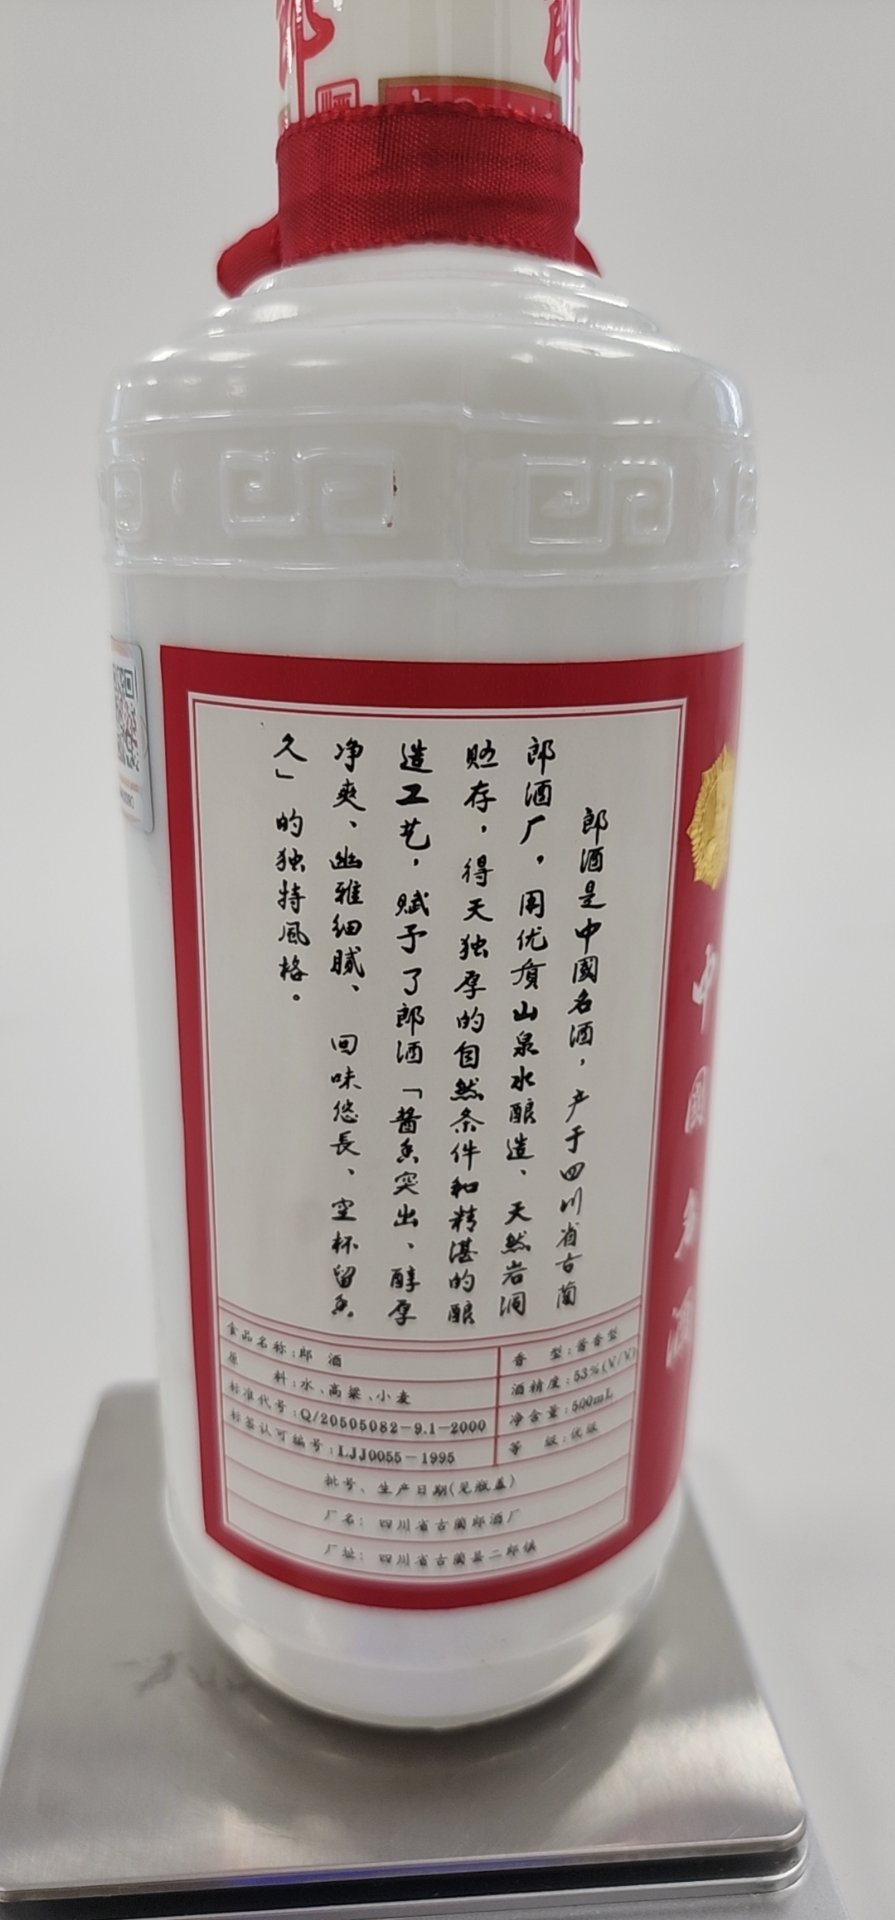 郎酒是中國名酒，产于四川省古蔺
郎酒厂。用优质山泉水酿造、天然岩洞
贮存，得天独厚的自然条件和精湛的酿
造工艺，赋予了郎酒「酱香突出、醇厚
净爽、幽雅细腻、回味悠長、空杯留香
久」的独特风格。
食品名称:郎 酒
香 型:酱香型
原 料:水、高粱、小麦
酒精度:53%(V/V)
标准代号:Q/20505082-9.1-2000
净含量:500mL
标签认可编号:LJJ0055-1995
等 级:优级
批号、生产日期(见瓶盖)
厂名: 四川省古蔺郎酒厂
厂址: 四川省古蔺县二郎镇
中國名酒